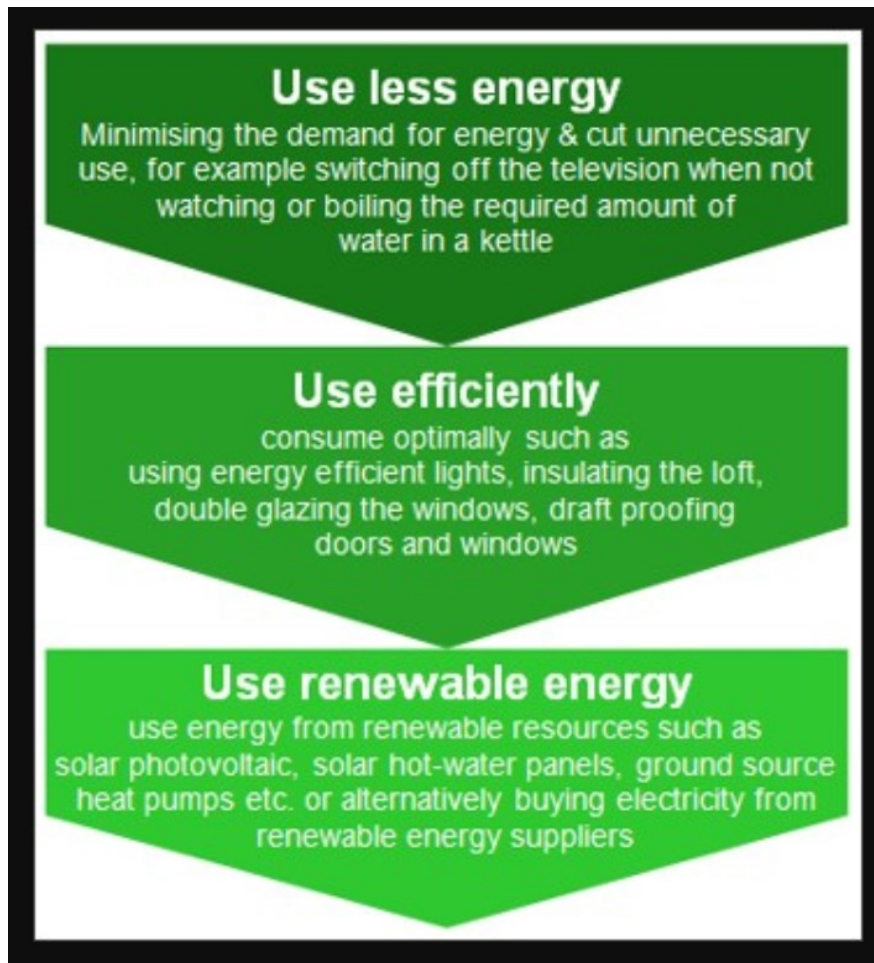 Use less energy
Minimising the demand for energy & cut unnecessary
use, for example switching off the television when not
watching or boiling the required amount of
water in a kettle
Use efficiently
consume optimally such as
using energy efficient lights, insulating the loft,
double glazing the windows, draft proofing
doors and windows
Use renewable energy
use energy from renewable resources such as
solar photovoltaic, solar hot-water panels, ground source
heat pumps etc. or alternatively buying electricity from
renewable energy suppliers